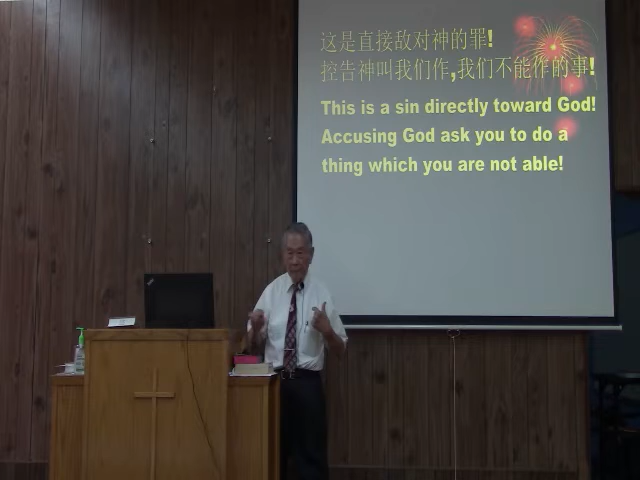 这是直接敌对神的罪!
控告神叫我们作,我们不能作的事!
This is a sin directly toward God!
Accusing God ask you to do a
thing which you are not able!